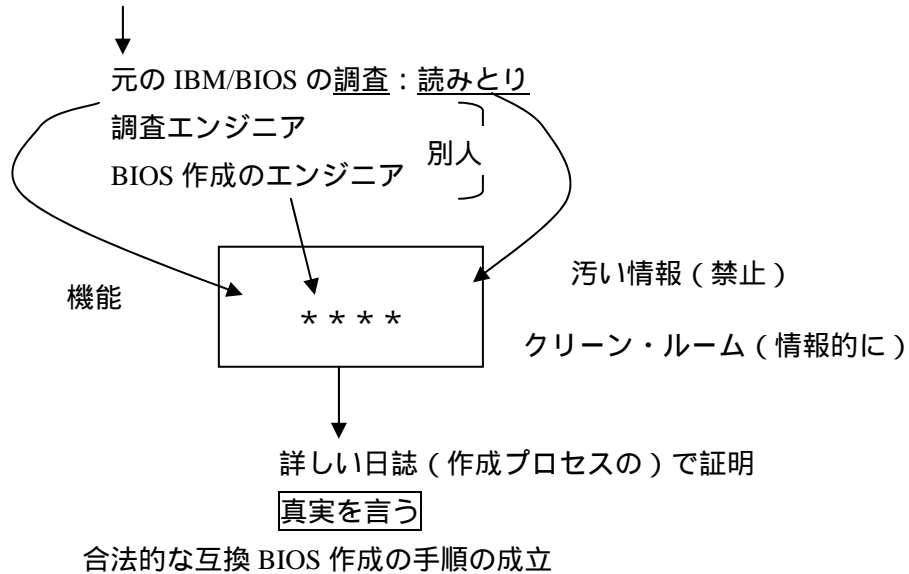 元の IBM/BIOS の調査：読みとり
調査エンジニア
別人
BIOS 作成のエンジニア
汚い情報（禁止）
機能
＊＊＊＊
クリーン・ルーム（情報的に）
詳しい日誌（作成プロセスの）で証明
真実を言う
合法的な互換 BIOS 作成の手順の成立